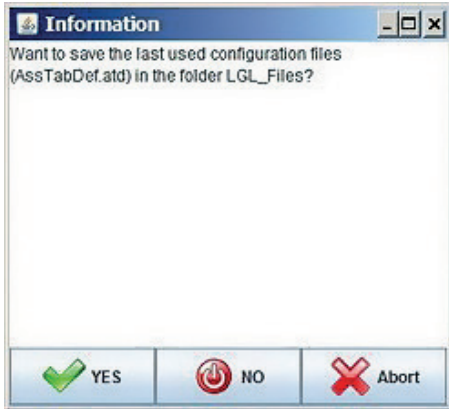 Information
Want to save the last used configuration files
(AssTabDef.atd) in the folder LGL_Files?
YES
NO
Abort